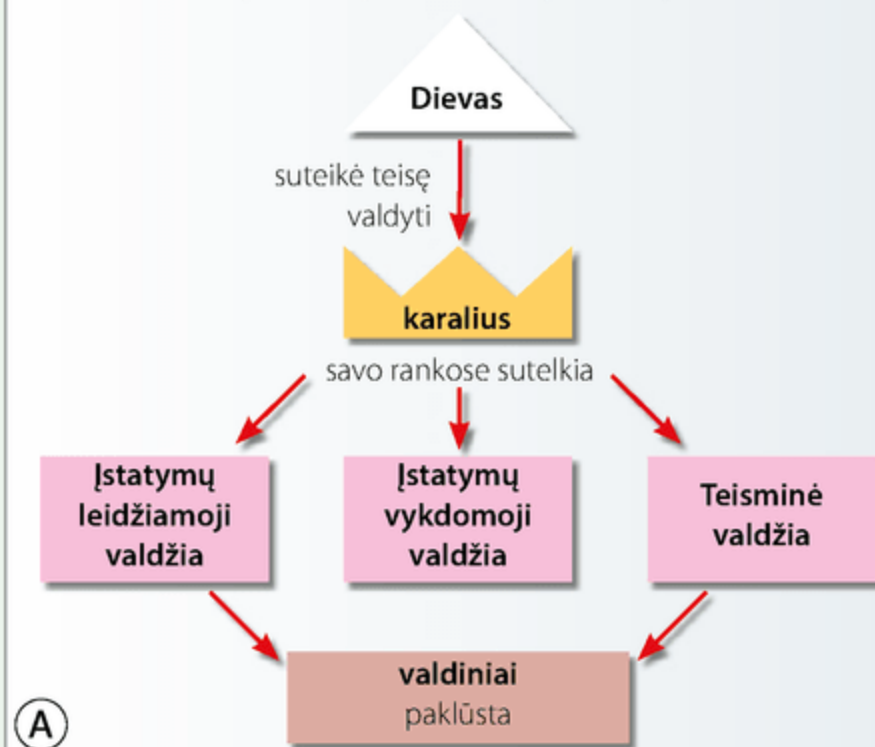 Dievas
suteikė teisę
valdyti
karalius
savo rankose sutelkia
Įstatymų
leidžiamoji
valdžia
Įstatymų
vykdomoji
valdžia
Teisminė
valdžia
valdiniai
paklūsta
A